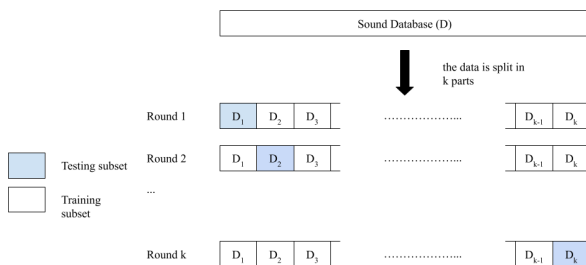 Sound Database (D)
the data is split in
k parts
Round 1 D1 D2 D3 ...................... Dk-1 Dk
Round 2 D1 D2 D3 ...................... Dk-1 Dk
Testing subset
...
Training
subset
Round k D1 D2 D3 ...................... Dk-1 Dk